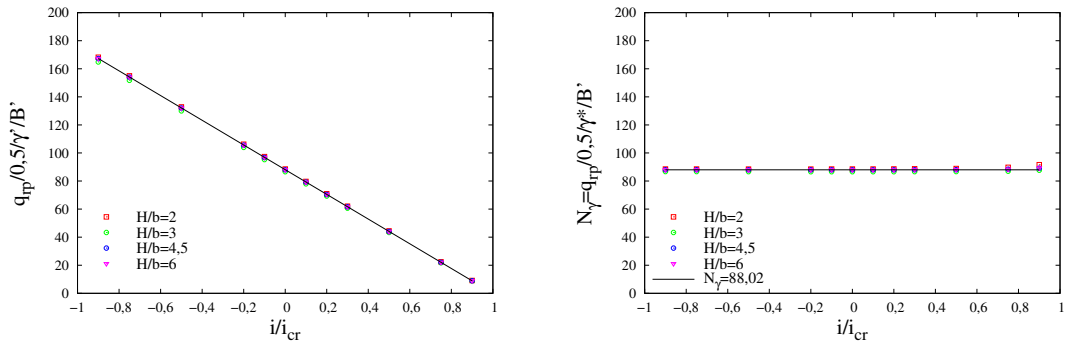 200
180
160
140
120
100
80
60
40
20
0
−1 −0,8 −0,6 −0,4 −0,2 0 0,2 0,4 0,6 0,8 1
q_rp/0,5/γ'/B'
i/i_cr
H/b=2
H/b=3
H/b=4,5
H/b=6
200
180
160
140
120
100
80
60
40
20
0
−1 −0,8 −0,6 −0,4 −0,2 0 0,2 0,4 0,6 0,8 1
N_γ=q_rp/0,5/γ*/B'
i/i_cr
H/b=2
H/b=3
H/b=4,5
H/b=6
N_γ=88,02